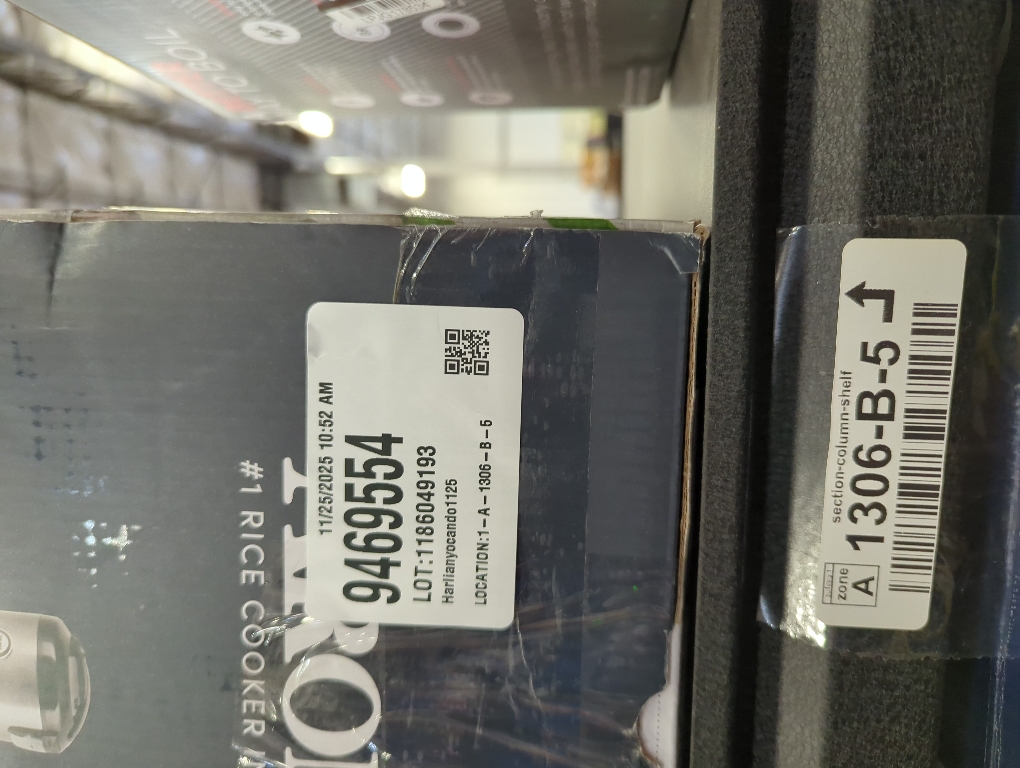 #1 RICE COOKER
11/25/2025 10:52 AM
9469554
LOT:1186049193
Harlianyocando1125
LOCATION:1-A-1306-B-5
section-column-shelf
zone
A
1306-B-5